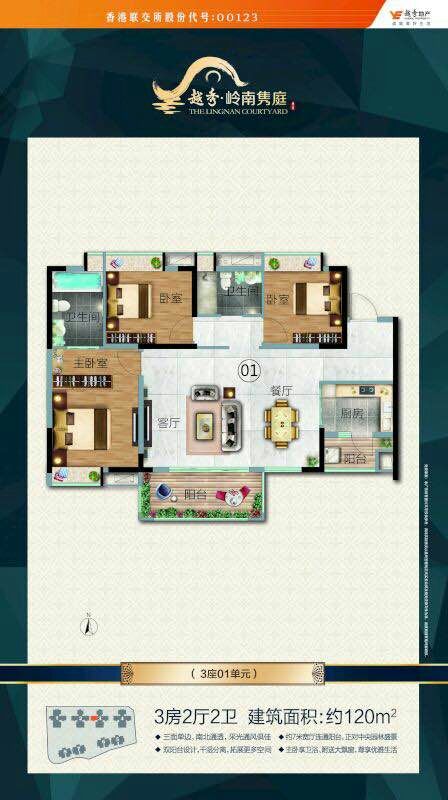 香港联交所股份代号:00123
越秀地产
越秀·岭南隽庭
THE LINGNAN COURTYARD
卫生间
卧室
卫生间
卧室
主卧室
01
客厅
餐厅
厨房
阳台
阳台
N
(3座01单元)
3房2厅2卫 建筑面积:约120m²
◆ 三面单边,南北通透,采光通风俱佳
◆ 约7米宽厅连通阳台,正对中央园林盛景
◆ 双阳台设计,干湿分离,拓展更多空间
◆ 主卧享卫浴,附送大飘窗,尊享优雅生活